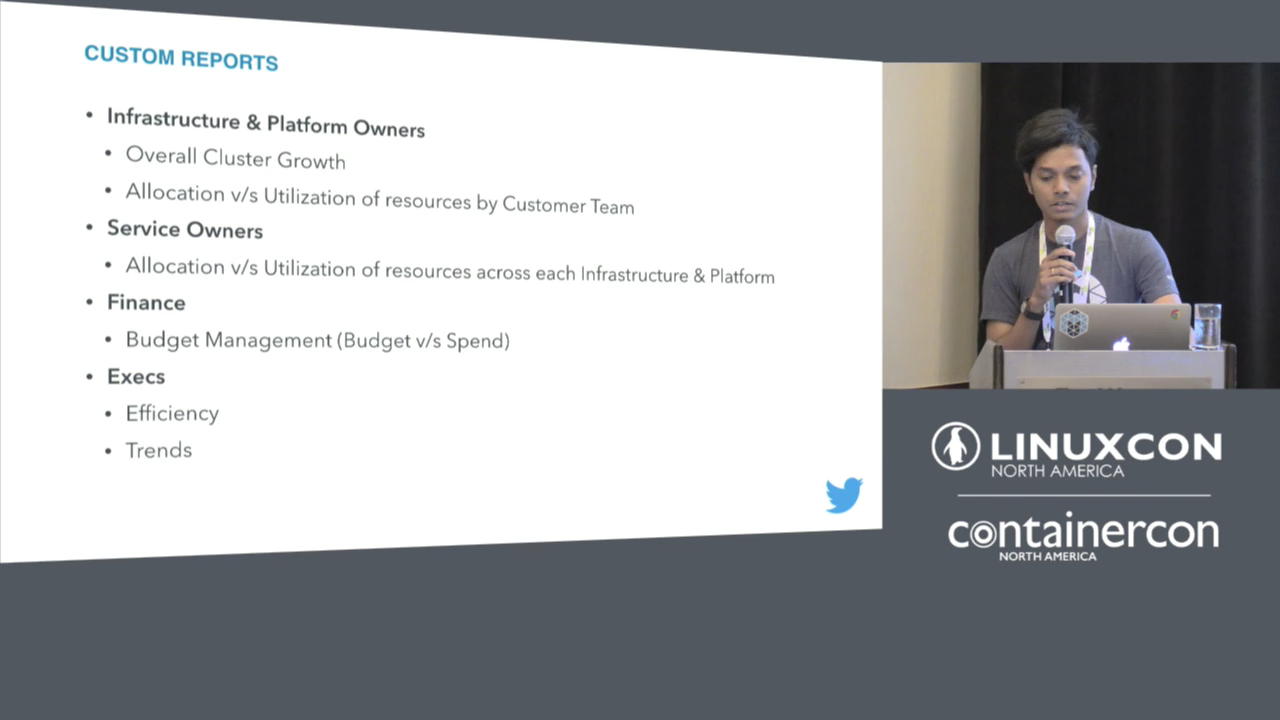 CUSTOM REPORTS
• Infrastructure & Platform Owners
• Overall Cluster Growth
• Allocation v/s Utilization of resources by Customer Team
• Service Owners
• Allocation v/s Utilization of resources across each Infrastructure & Platform
• Finance
• Budget Management (Budget v/s Spend)
• Execs
• Efficiency
• Trends
LINUXCON
NORTH AMERICA
containercon
NORTH AMERICA